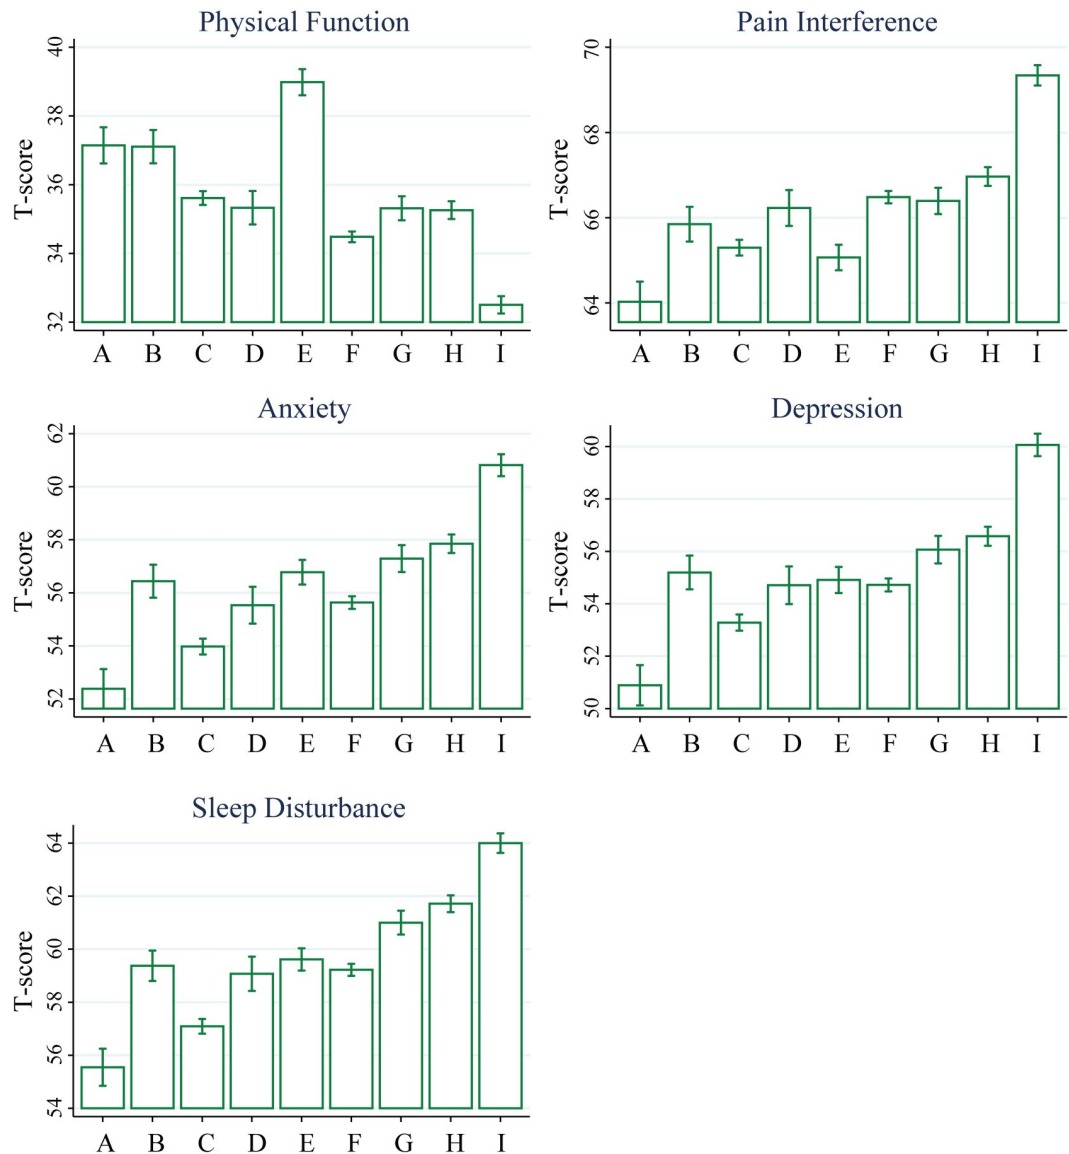 Physical Function
T-score
40
38
36
34
32
A B C D E F G H I
Pain Interference
T-score
70
68
66
64
A B C D E F G H I
Anxiety
T-score
62
60
58
56
54
52
A B C D E F G H I
Depression
T-score
60
58
56
54
52
50
A B C D E F G H I
Sleep Disturbance
T-score
64
62
60
58
56
54
A B C D E F G H I